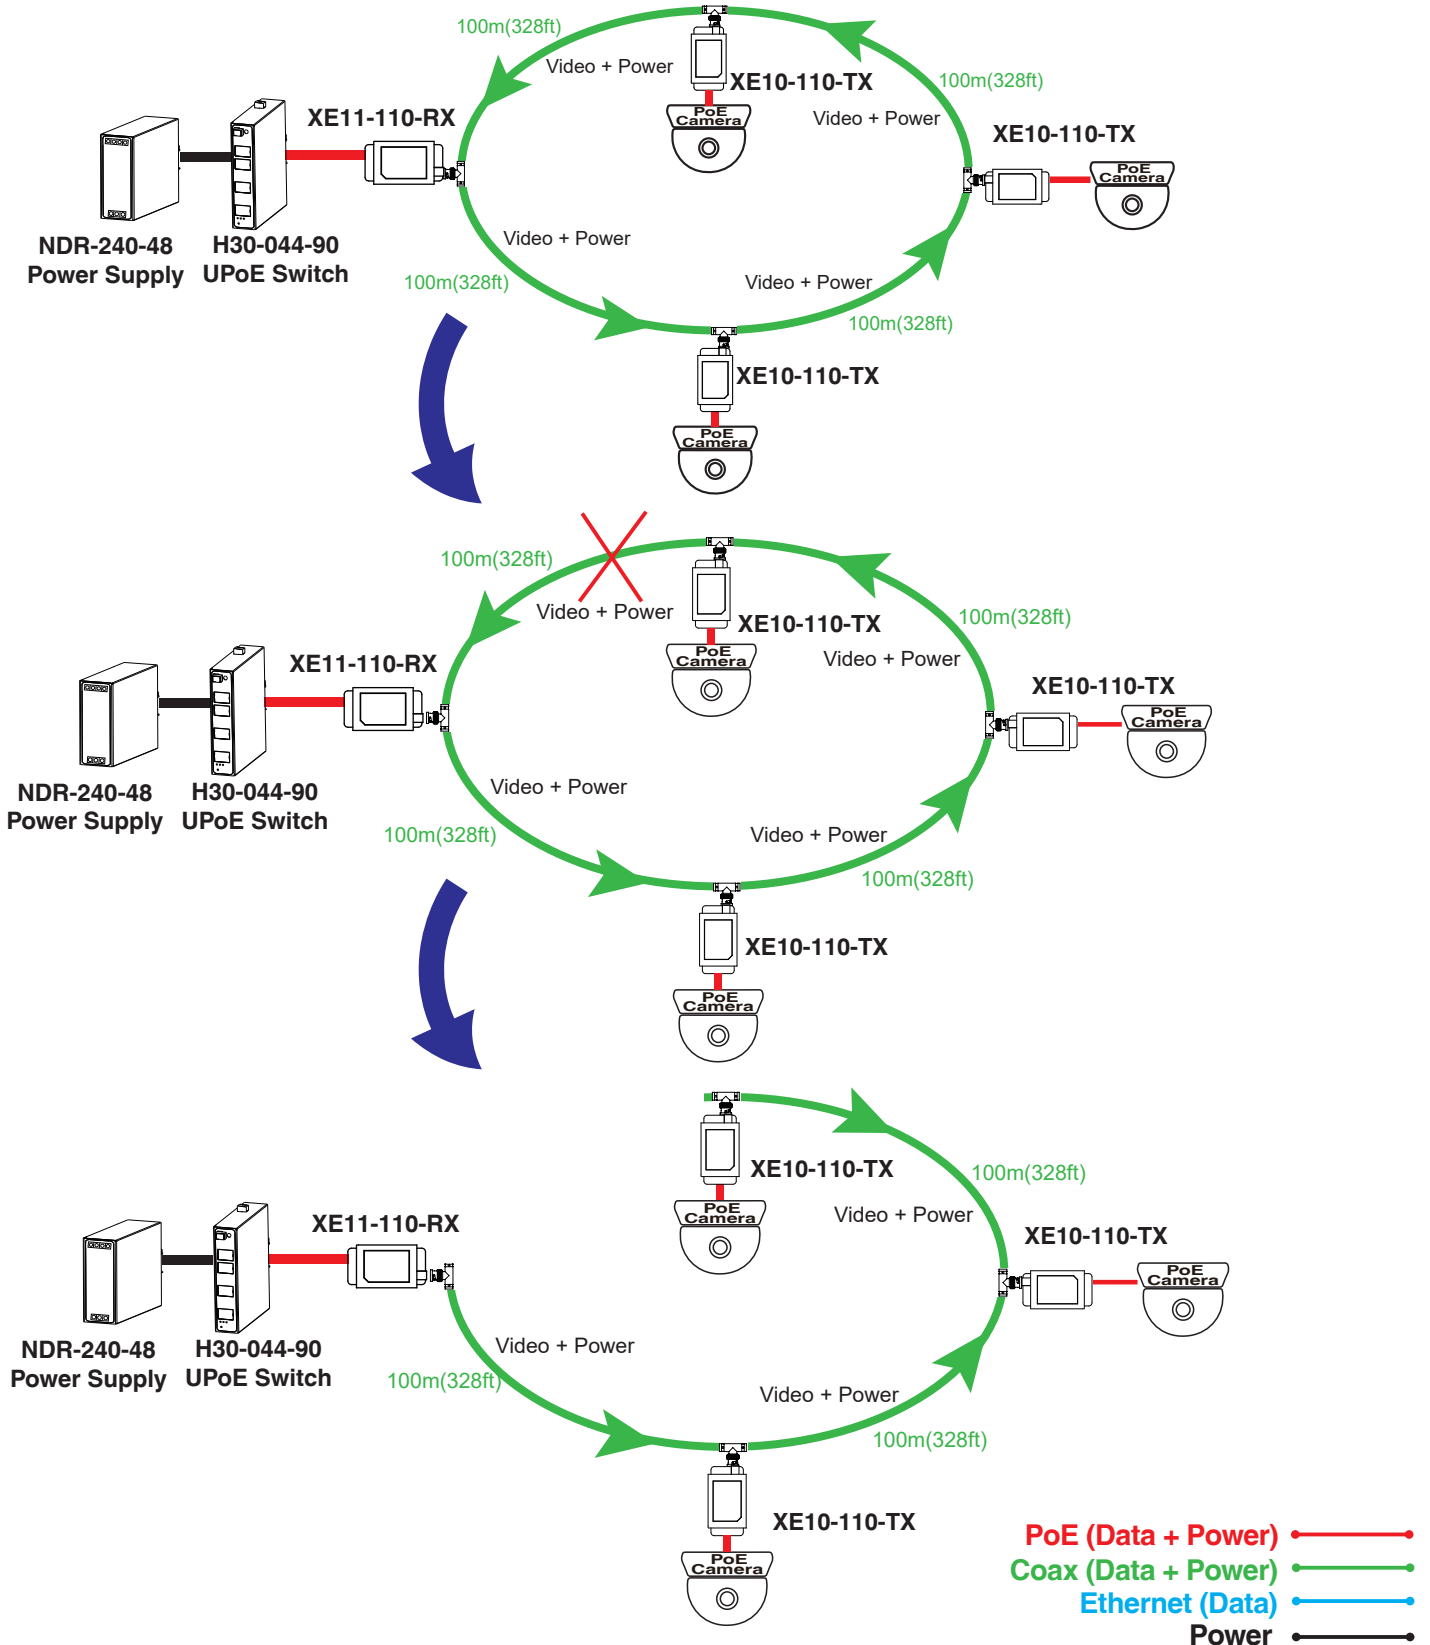 100m(328ft)
Video + Power
XE10-110-TX
PoE
Camera
100m(328ft)
Video + Power
XE11-110-RX
XE10-110-TX
PoE
Camera
NDR-240-48
Power Supply
H30-044-90
UPoE Switch
Video + Power
100m(328ft)
Video + Power
100m(328ft)
XE10-110-TX
PoE
Camera
100m(328ft)
Video + Power
XE10-110-TX
PoE
Camera
100m(328ft)
Video + Power
XE11-110-RX
XE10-110-TX
PoE
Camera
NDR-240-48
Power Supply
H30-044-90
UPoE Switch
Video + Power
100m(328ft)
Video + Power
100m(328ft)
XE10-110-TX
PoE
Camera
XE10-110-TX
PoE
Camera
100m(328ft)
Video + Power
XE11-110-RX
XE10-110-TX
PoE
Camera
NDR-240-48
Power Supply
H30-044-90
UPoE Switch
Video + Power
100m(328ft)
Video + Power
100m(328ft)
XE10-110-TX
PoE
Camera
PoE (Data + Power)
Coax (Data + Power)
Ethernet (Data)
Power